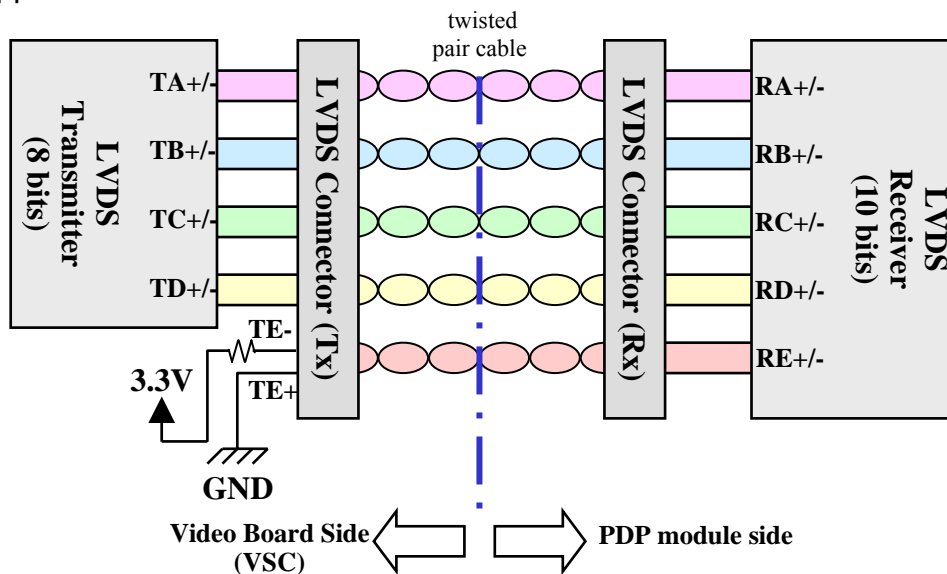 twisted
pair cable
LVDS
Transmitter
(8 bits)
TA+/-
TB+/-
TC+/-
TD+/-
TE-
TE+
3.3V
GND
LVDS Connector (Tx)
LVDS Connector (Rx)
RA+/-
RB+/-
RC+/-
RD+/-
RE+/-
LVDS
Receiver
(10 bits)
Video Board Side
(VSC)
PDP module side